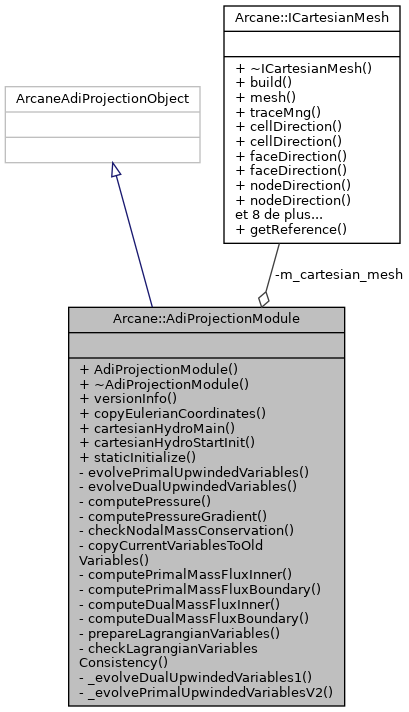 Arcane::ICartesianMesh
+ ~ICartesianMesh()
+ build()
+ mesh()
+ traceMng()
+ cellDirection()
+ cellDirection()
+ faceDirection()
+ faceDirection()
+ nodeDirection()
+ nodeDirection()
et 8 de plus...
+ getReference()
ArcaneAdiProjectionObject
-m_cartesian_mesh
Arcane::AdiProjectionModule
+ AdiProjectionModule()
+ ~AdiProjectionModule()
+ versionInfo()
+ copyEulerianCoordinates()
+ cartesianHydroMain()
+ cartesianHydroStartInit()
+ staticInitialize()
- evolvePrimalUpwindedVariables()
- evolveDualUpwindedVariables()
- computePressure()
- computePressureGradient()
- checkNodalMassConservation()
- copyCurrentVariablesToOld
Variables()
- computePrimalMassFluxInner()
- computePrimalMassFluxBoundary()
- computeDualMassFluxInner()
- computeDualMassFluxBoundary()
- prepareLagrangianVariables()
- checkLagrangianVariables
Consistency()
- _evolveDualUpwindedVariables1()
- _evolvePrimalUpwindedVariablesV2()